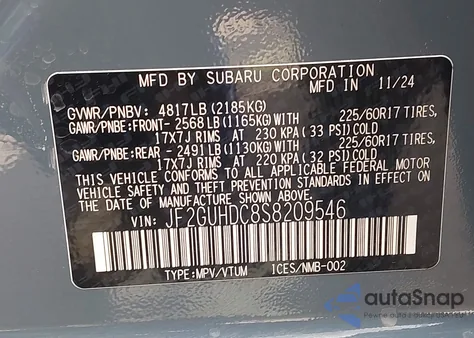 MFD BY SUBARU CORPORATION 11/24
GVWR/PNBV: 4817LB(2185KG)
GAWR/PNBE:FRONT- 2568LB(1165KG)WITH 225/60R17 TIRES,
17X7J RIMS AT 230 KPA(33 PSI)COLD
GAWR/PNBE:REAR - 2491LB(1130KG)WITH 225/60R17 TIRES,
17X7J RIMS AT 220 KPA(32 PSI)COLD
THIS VEHICLE CONFORMS TO ALL APPLICABLE FEDERAL MOTOR
VEHICLE SAFETY AND THEFT PREVENTION STANDARDS IN EFFECT ON
THE DATE OF MANUFACTURE SHOWN ABOVE.
VIN: JF2GUHDC8S8209546
TYPE:MPV/VTUM ICES/NMB-002
autoSnap